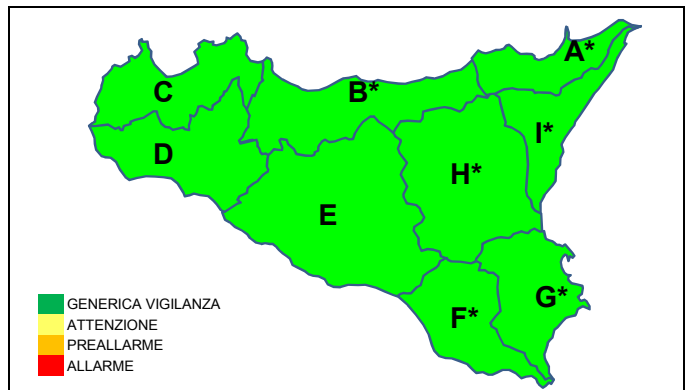 A*
B*
C
I*
D
H*
E
G*
F*
GENERICA VIGILANZA
ATTENZIONE
PREALLARME
ALLARME